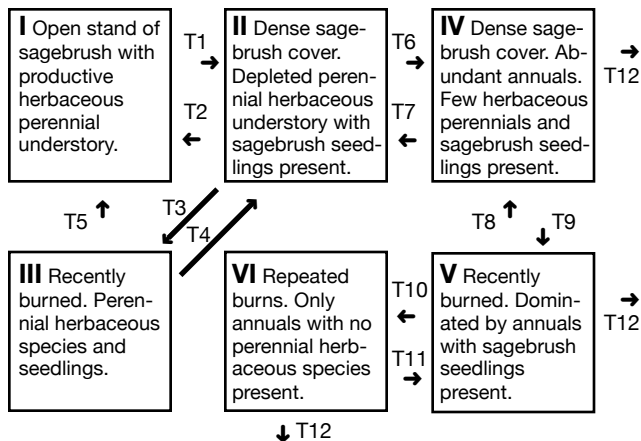 I Open stand of
sagebrush with
productive
herbaceous
perennial
understory.
T1
T2
II Dense sage-
brush cover.
Depleted peren-
nial herbaceous
understory with
sagebrush seed-
lings present.
T6
T7
IV Dense sage-
brush cover. Ab-
undant annuals.
Few herbaceous
perennials and
sagebrush seed-
lings present.
T12
T5
T3
T4
T8
T9
III Recently
burned. Peren-
nial herbaceous
species and
seedlings.
VI Repeated
burns. Only
annuals with no
perennial herb-
aceous species
present.
T10
T11
V Recently
burned. Domin-
ated by annuals
with sagebrush
seedlings
present.
T12
T12